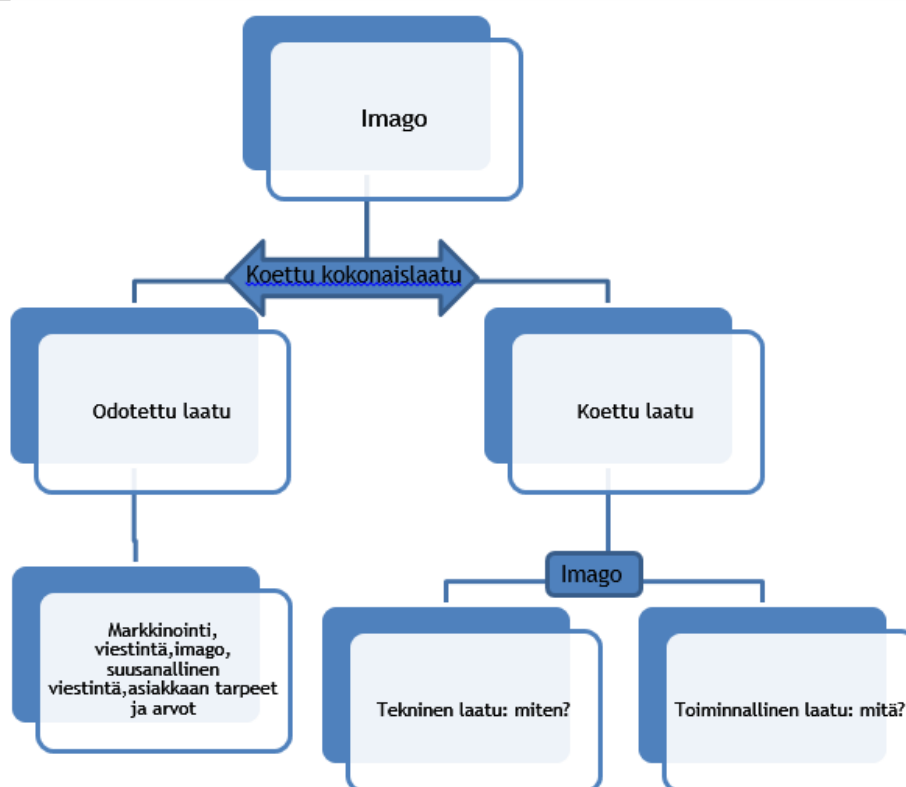 Imago
Koettu kokonaislaatu
Odotettu laatu
Koettu laatu
Imago
Markkinointi,
viestintä,imago,
suusanallinen
viestintä,asiakkaan tarpeet
ja arvot
Tekninen laatu: miten?
Toiminnallinen laatu: mitä?